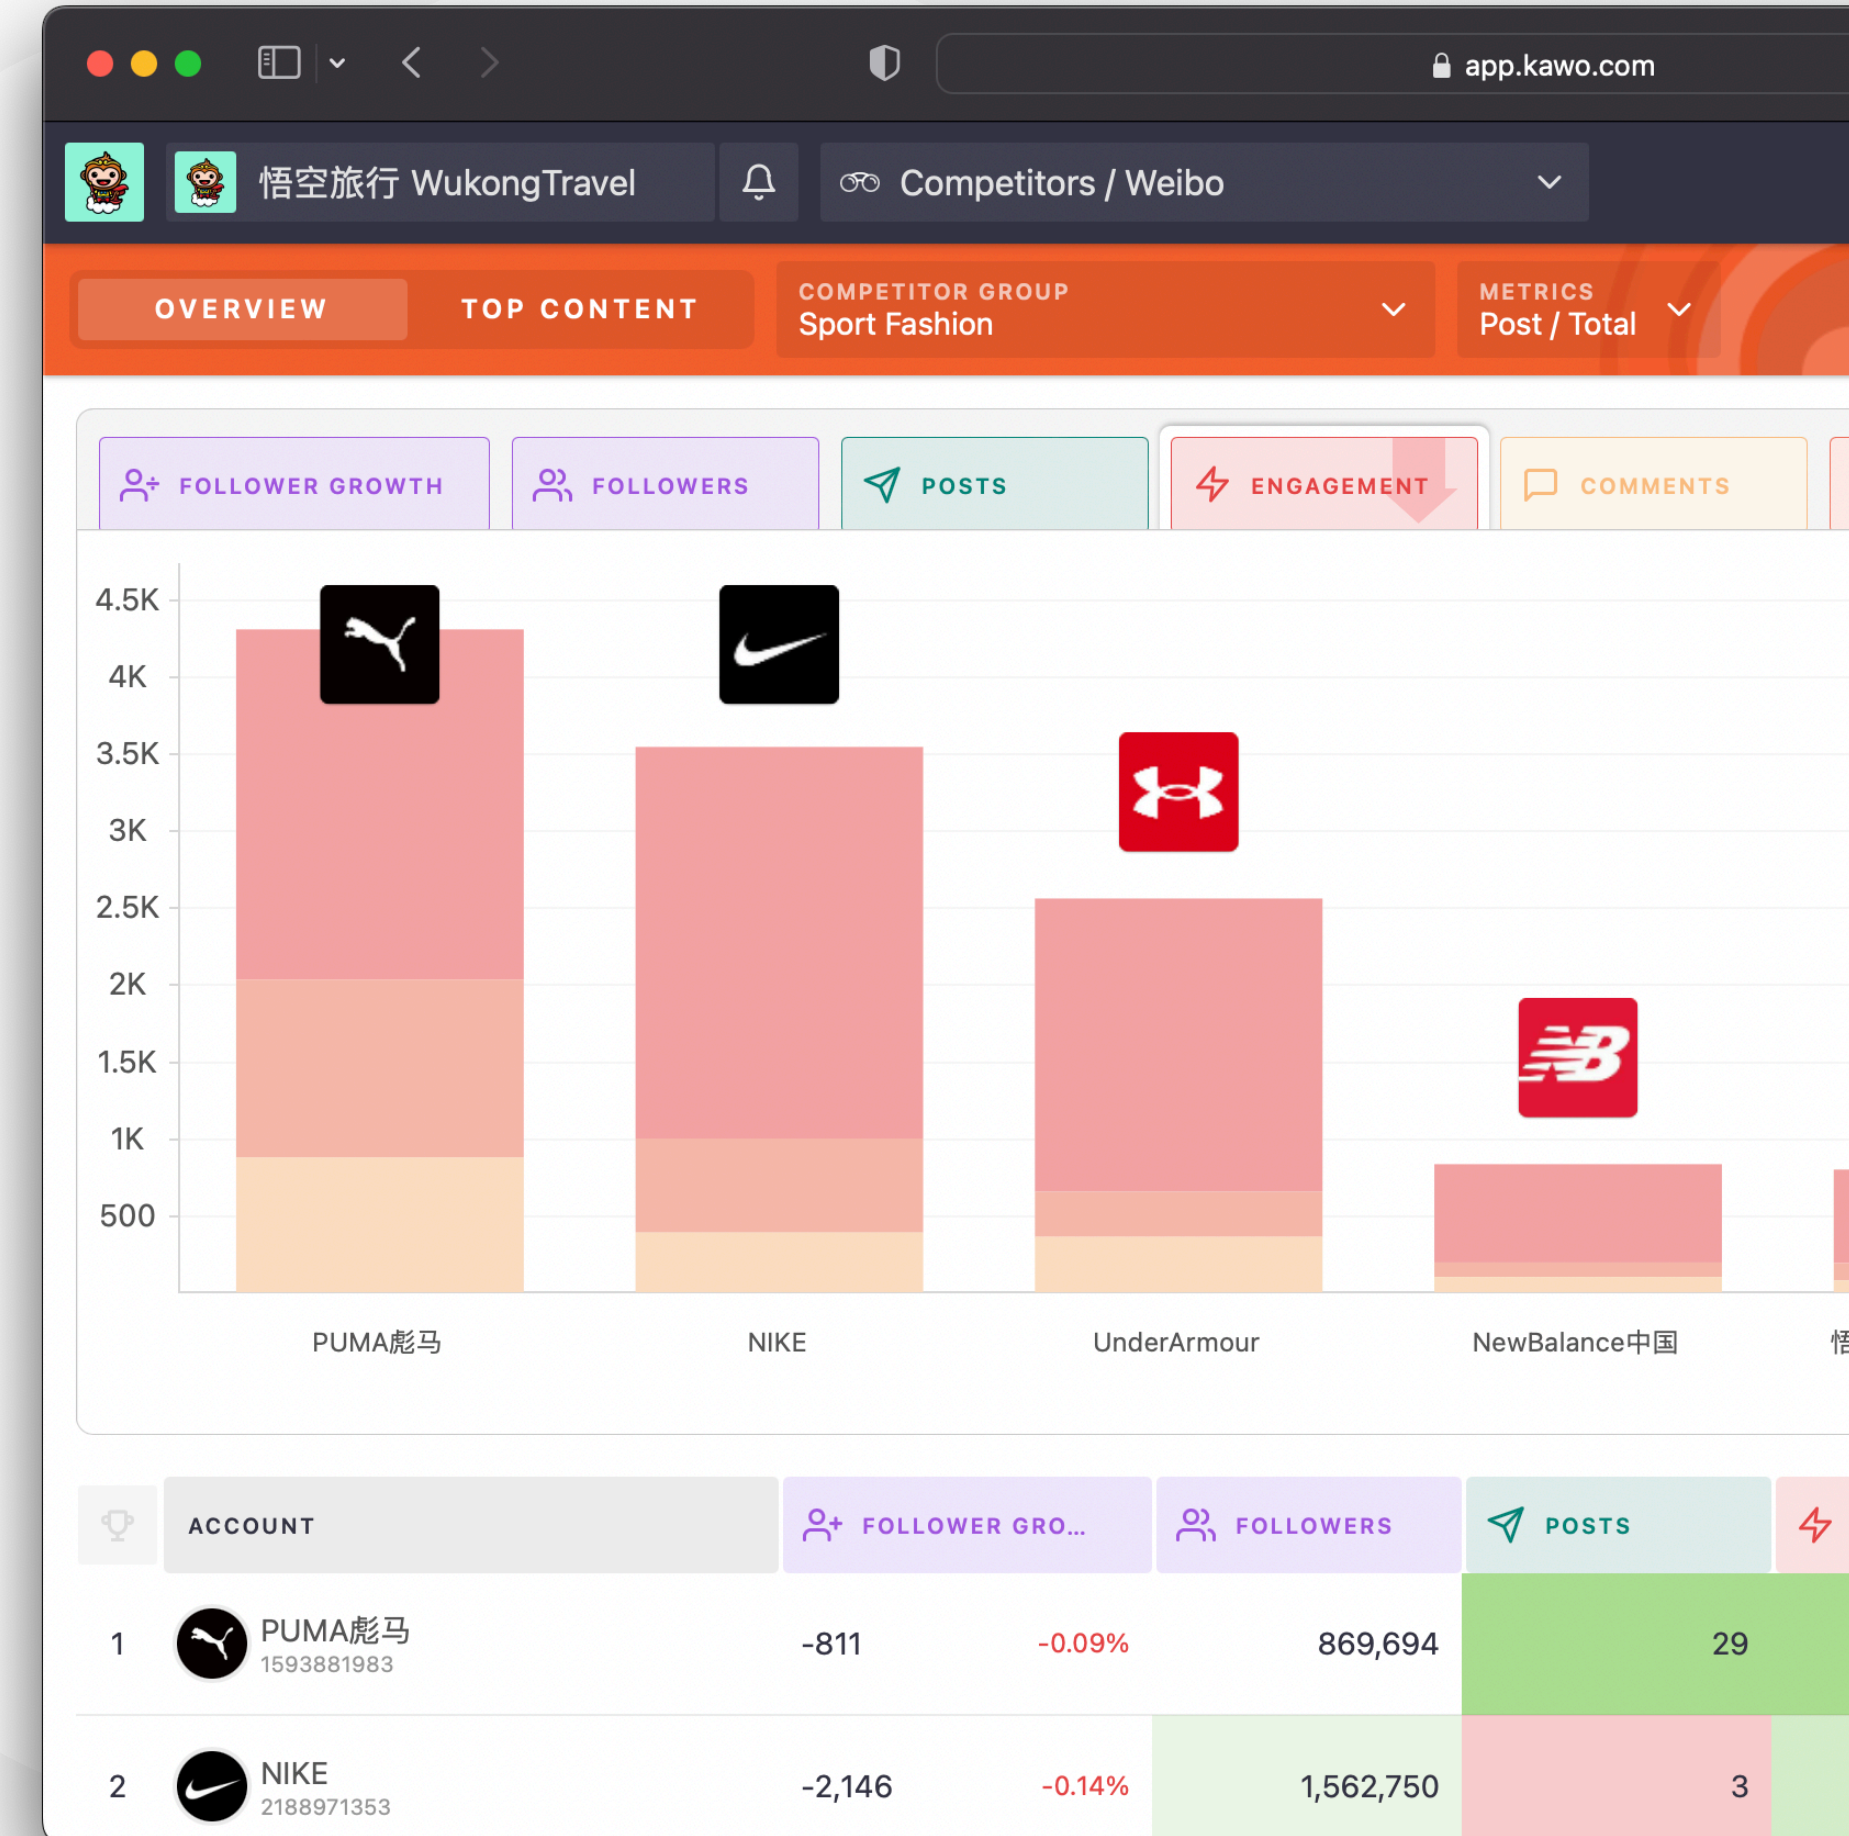 app.kawo.com
悟空旅行 WukongTravel
Competitors / Weibo
OVERVIEW
TOP CONTENT
COMPETITOR GROUP
Sport Fashion
METRICS
Post / Total
FOLLOWER GROWTH
FOLLOWERS
POSTS
ENGAGEMENT
COMMENTS
4.5K
4K
3.5K
3K
2.5K
2K
1.5K
1K
500
NB
PUMA彪马
NIKE
UnderArmour
NewBalance中国
悟
ACCOUNT
FOLLOWER GRO...
FOLLOWERS
POSTS
1
PUMA彪马
1593881983
-811
-0.09%
869,694
29
2
NIKE
2188971353
-2,146
-0.14%
1,562,750
3